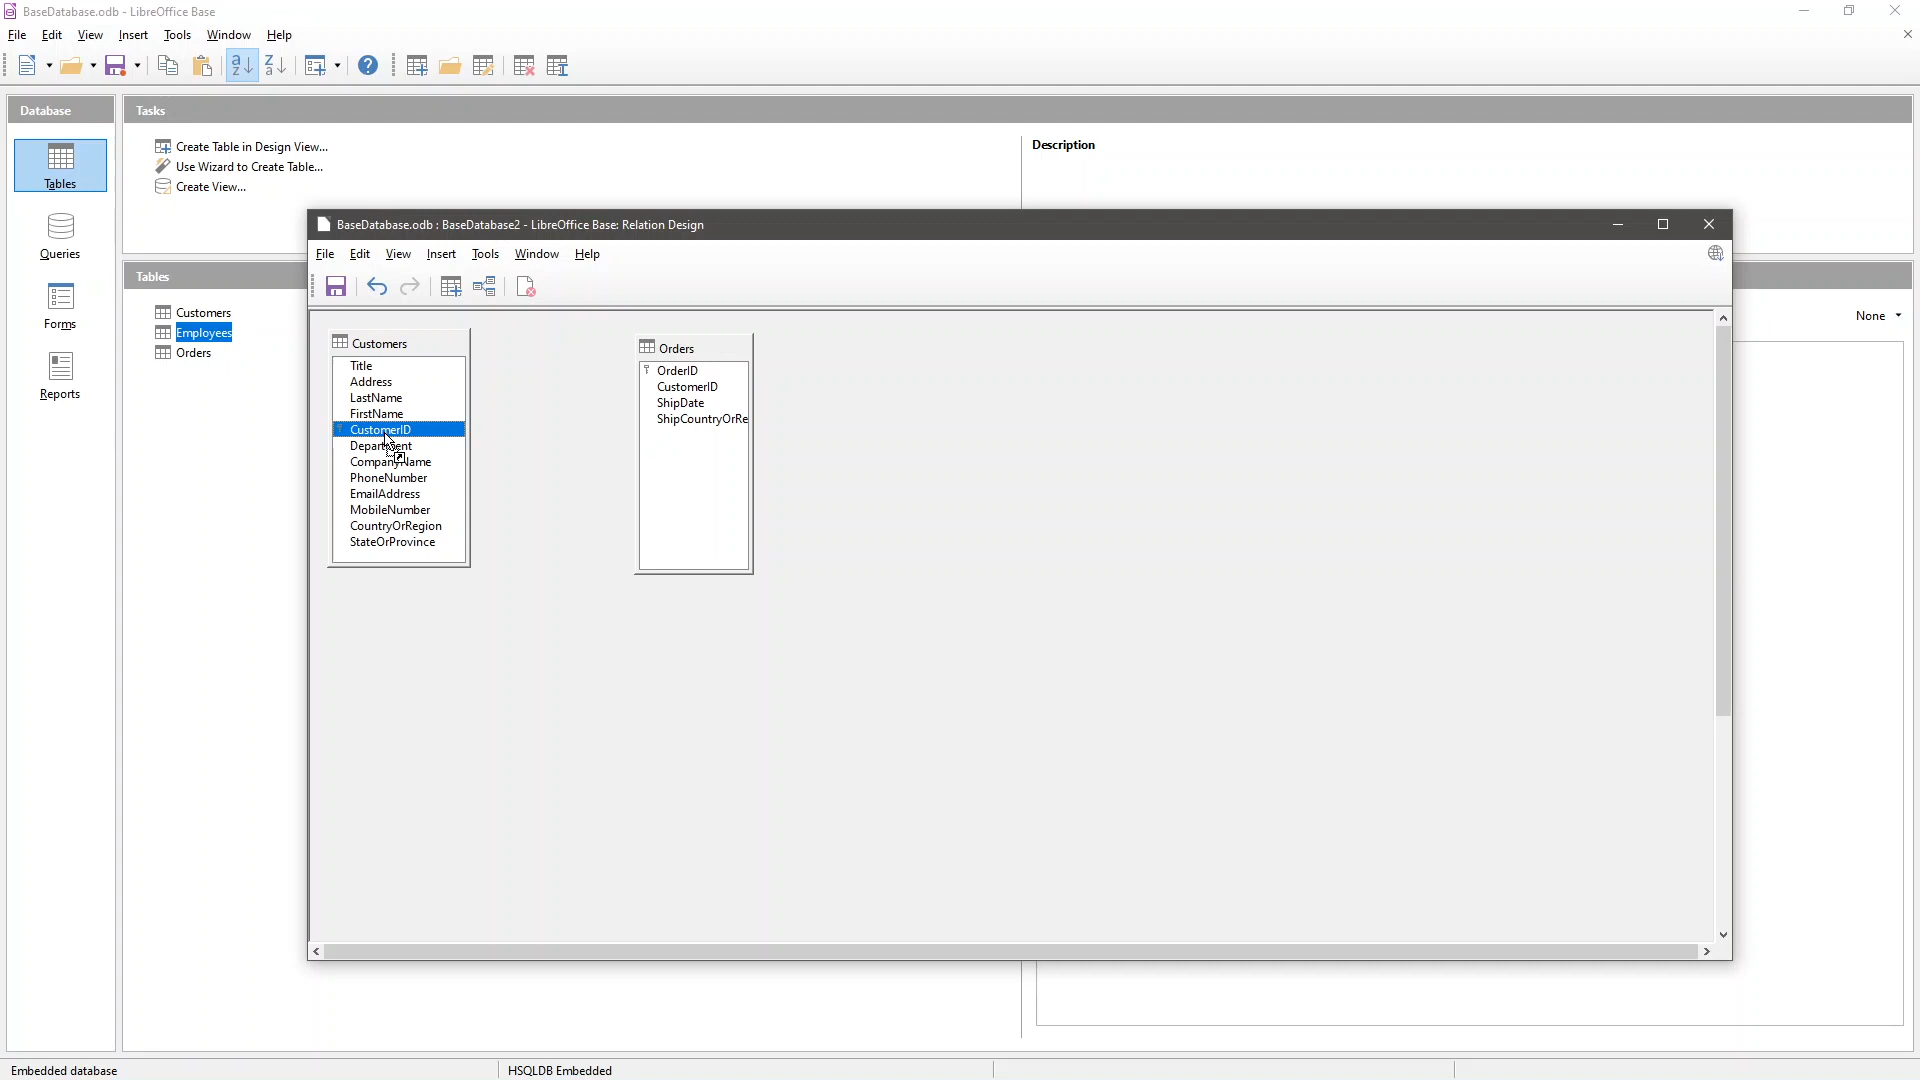 BaseDatabase.odb - LibreOffice Base
File Edit View Insert Tools Window Help
Database
Tables
Queries
Forms
Reports
Tasks
Create Table in Design View...
Use Wizard to Create Table...
Create View...
Description
Tables
Customers
Employees
Orders
None
BaseDatabase.odb : BaseDatabase2 - LibreOffice Base: Relation Design
File Edit View Insert Tools Window Help
Customers
Title
Address
LastName
FirstName
CustomerID
Department
CompanyName
PhoneNumber
EmailAddress
MobileNumber
CountryOrRegion
StateOrProvince
Orders
OrderID
CustomerID
ShipDate
ShipCountryOrRe
Embedded database
HSQLDB Embedded